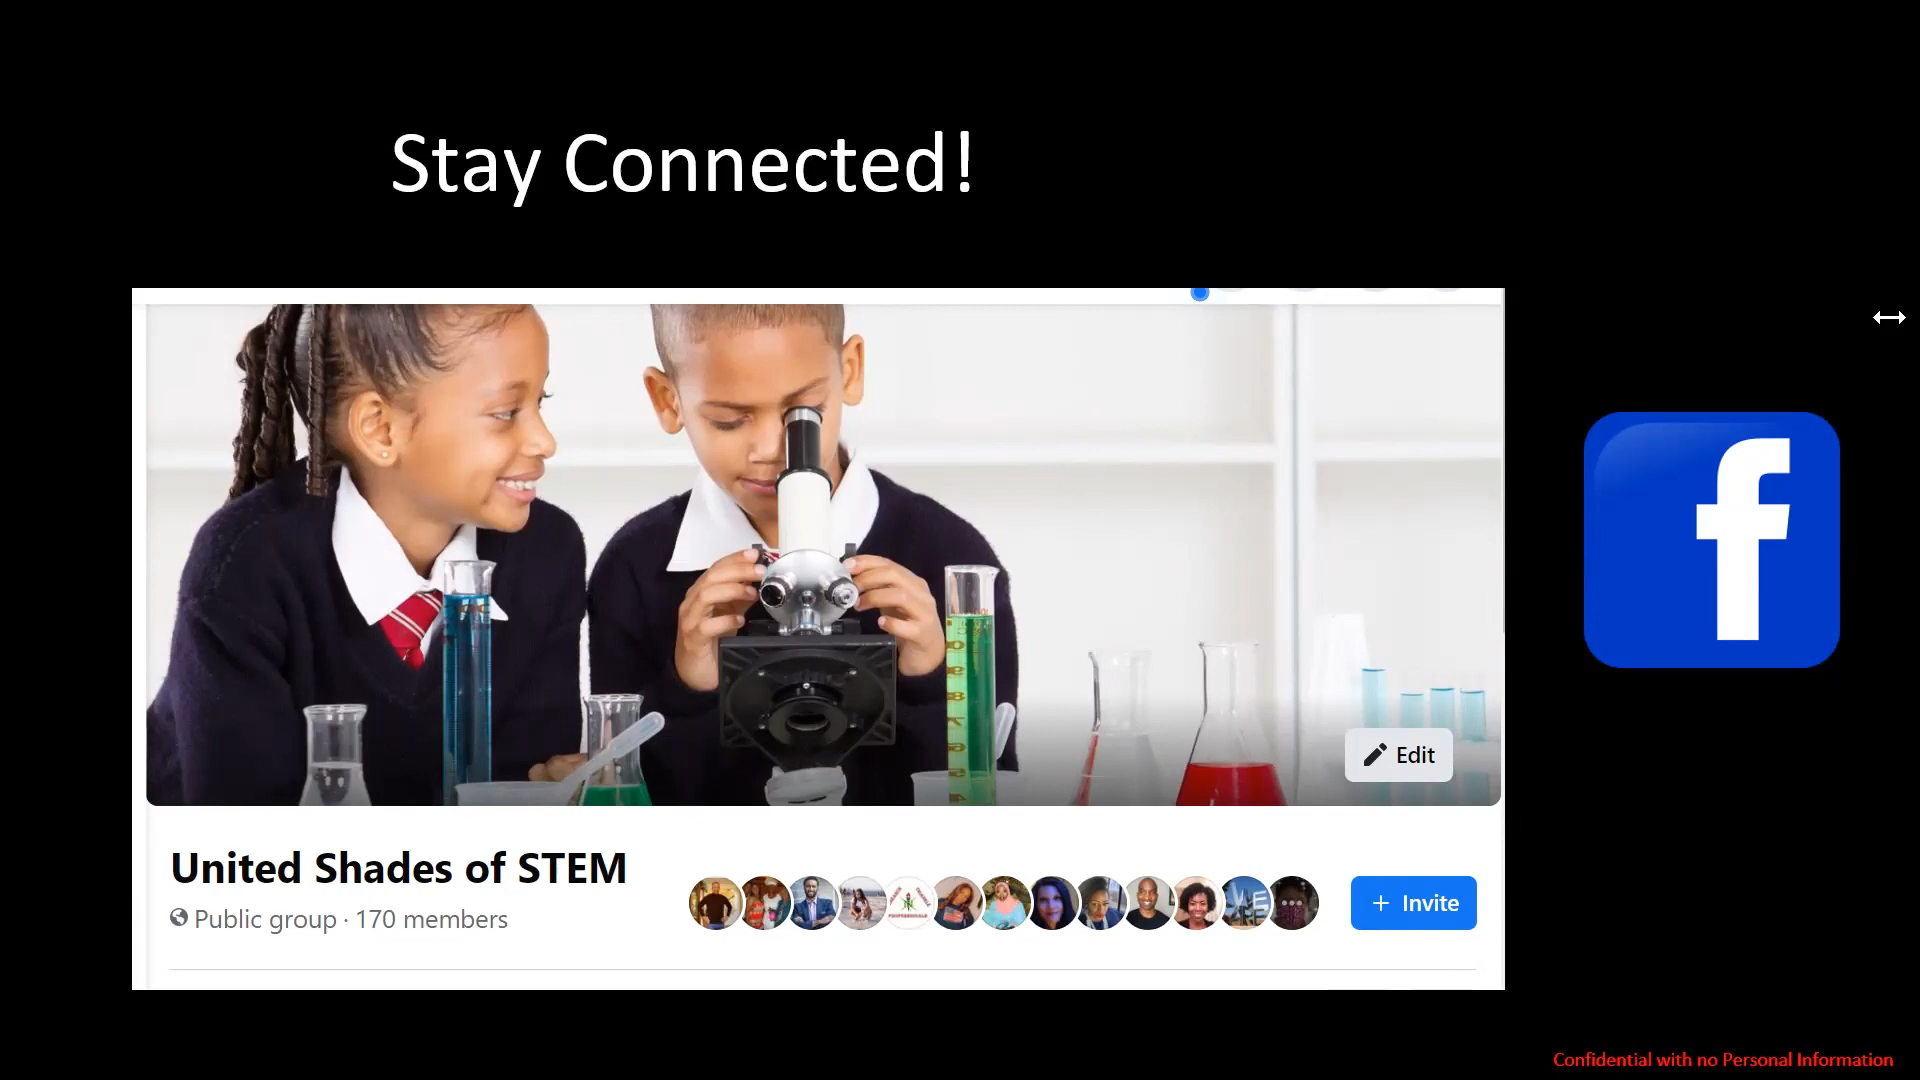 Stay Connected!
f
Edit
United Shades of STEM
Public group · 170 members
+ Invite
Confidential with no Personal Information